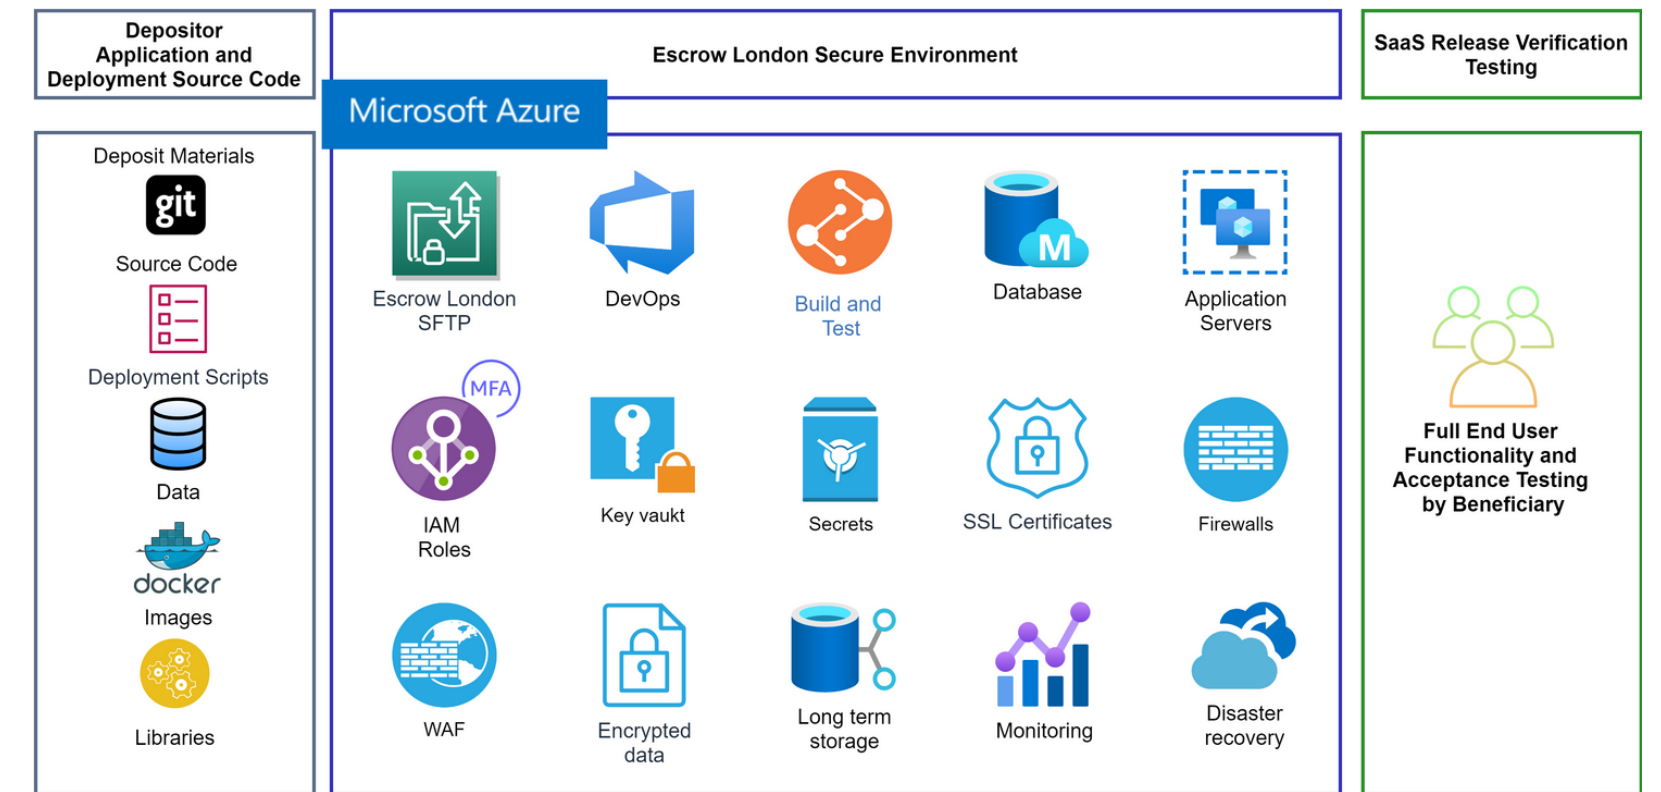 Depositor
Application and
Deployment Source Code
Escrow London Secure Environment
SaaS Release Verification
Testing
Microsoft Azure
Deposit Materials
git
Source Code
Deployment Scripts
Data
docker
Images
Libraries
Escrow London
SFTP
DevOps
Build and
Test
M
Database
Application
Servers
MFA
IAM
Roles
Key vaukt
Secrets
SSL Certificates
Firewalls
WAF
Encrypted
data
Long term
storage
Monitoring
Disaster
recovery
Full End User
Functionality and
Acceptance Testing
by Beneficiary